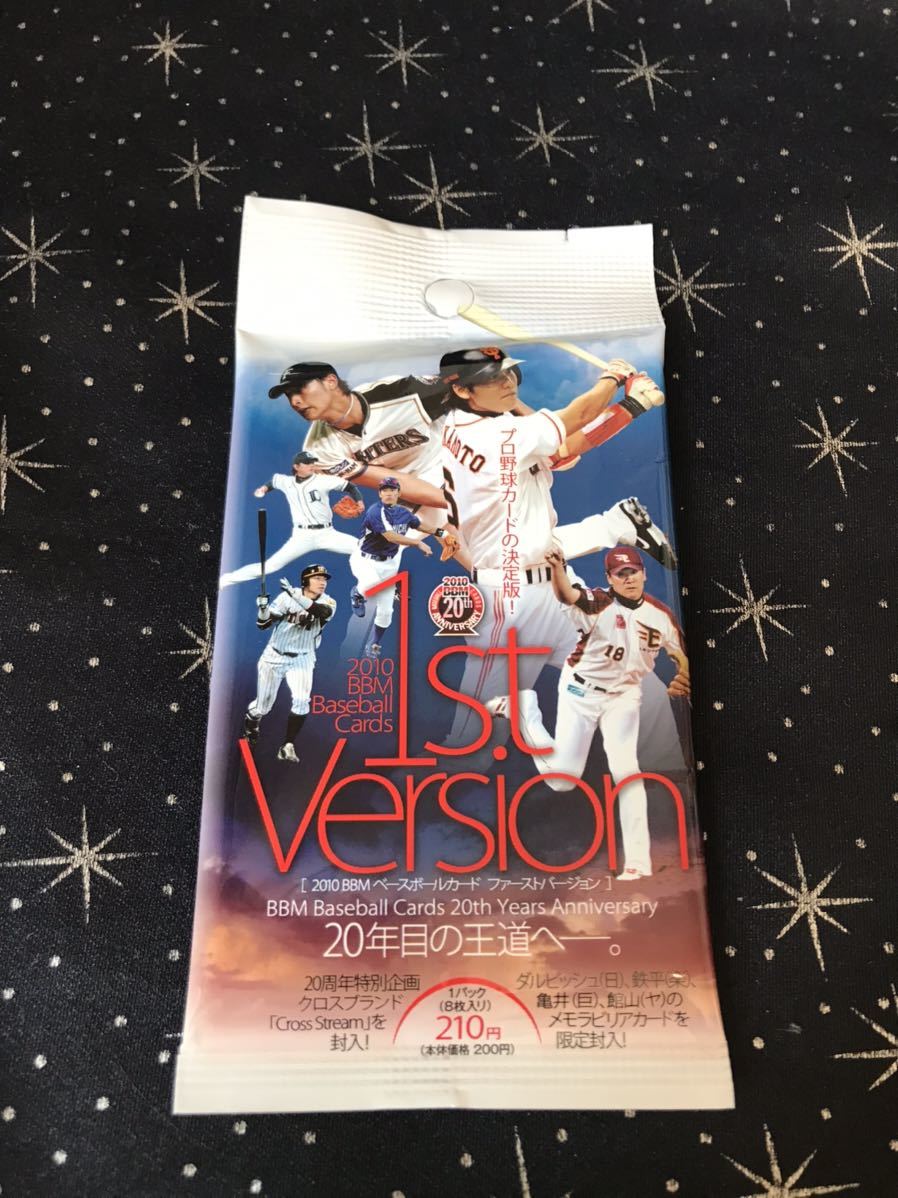 プロ野球カードの決定版!
2010
BBM
20th
ANNIVERSARY
18
2010
BBM
Baseball
Cards
1st
Version
[ 2010 BBM ベースボールカード ファーストバージョン ]
BBM Baseball Cards 20th Years Anniversary
20年目の王道へ──。
20周年特別企画
クロスブランド
「Cross Stream」を
封入!
1パック
(8枚入り)
210円
(本体価格 200円)
ダルビッシュ(日)、鉄平(楽)、
亀井(巨)、館山(ヤ)の
メモラビリアカードを
限定封入!